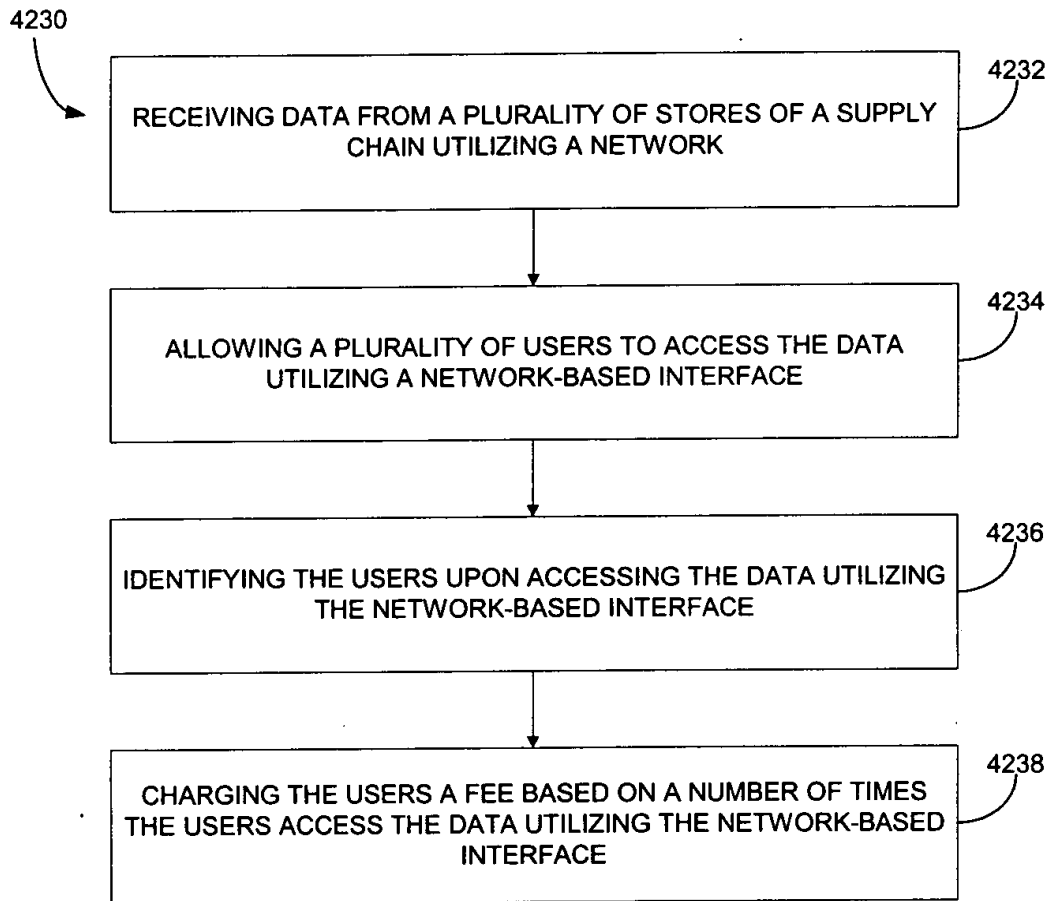 4230
4232
RECEIVING DATA FROM A PLURALITY OF STORES OF A SUPPLY
CHAIN UTILIZING A NETWORK
4234
ALLOWING A PLURALITY OF USERS TO ACCESS THE DATA
UTILIZING A NETWORK-BASED INTERFACE
4236
IDENTIFYING THE USERS UPON ACCESSING THE DATA UTILIZING
THE NETWORK-BASED INTERFACE
4238
CHARGING THE USERS A FEE BASED ON A NUMBER OF TIMES
THE USERS ACCESS THE DATA UTILIZING THE NETWORK-BASED
INTERFACE